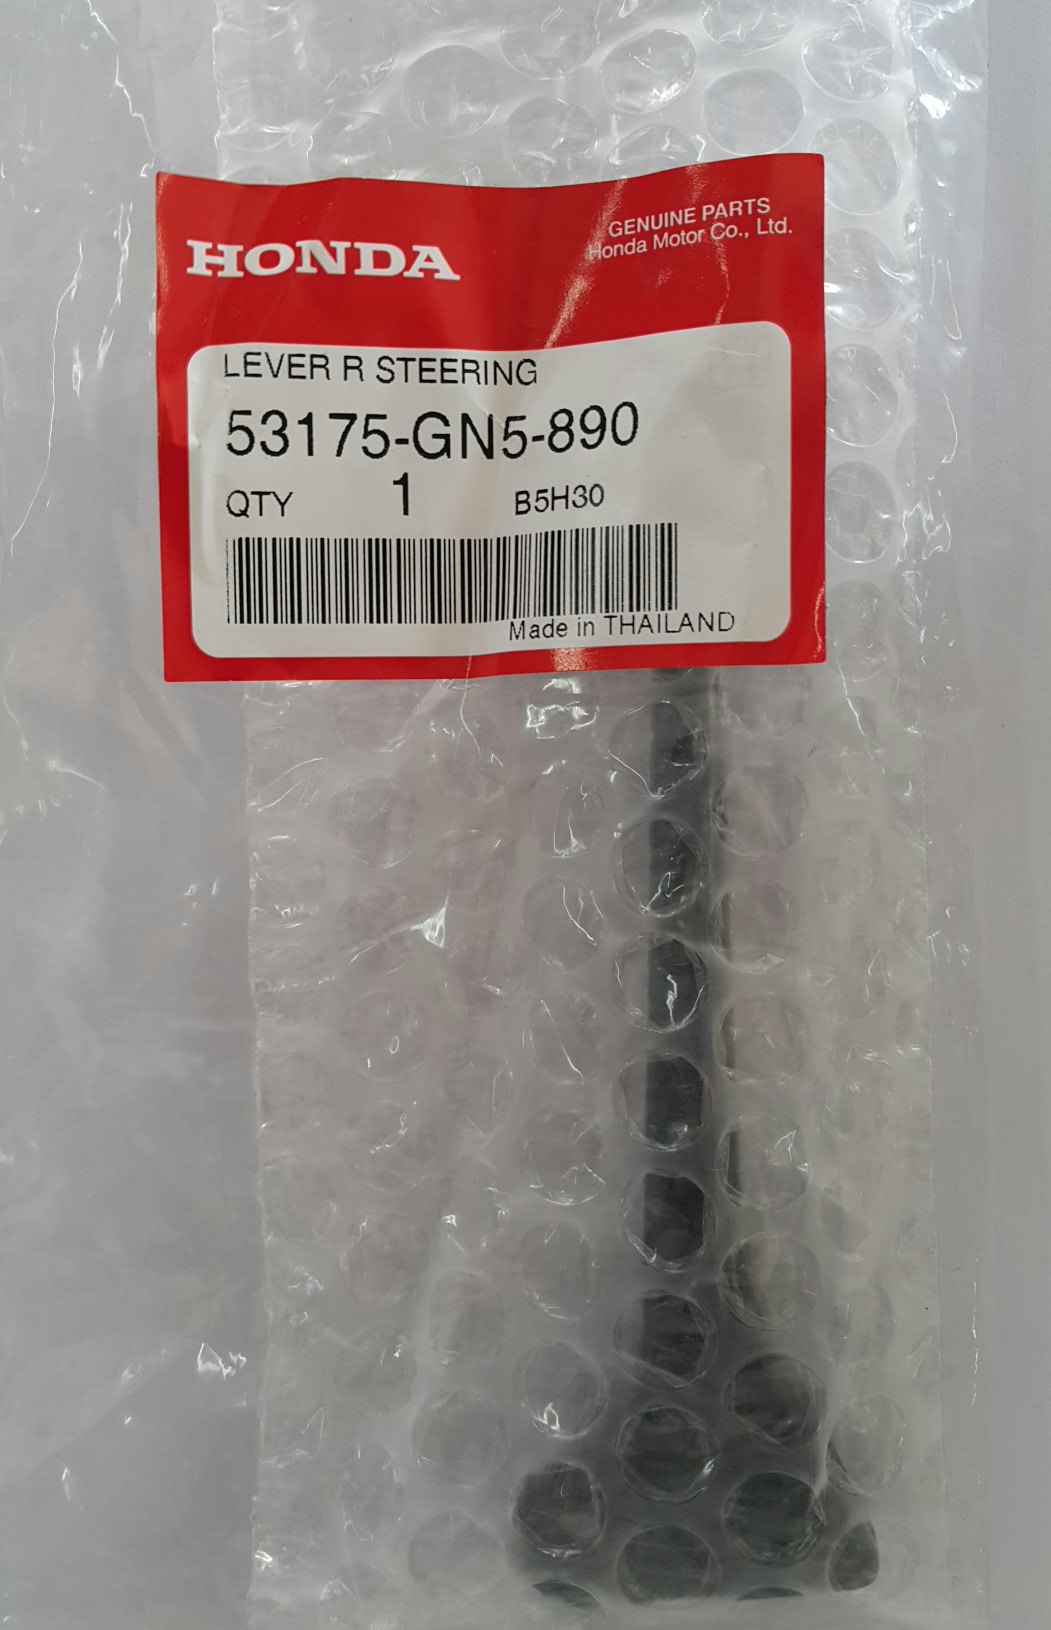 HONDA
GENUINE PARTS
Honda Motor Co., Ltd.
LEVER R STEERING
53175-GN5-890
QTY 1 B5H30
Made in THAILAND